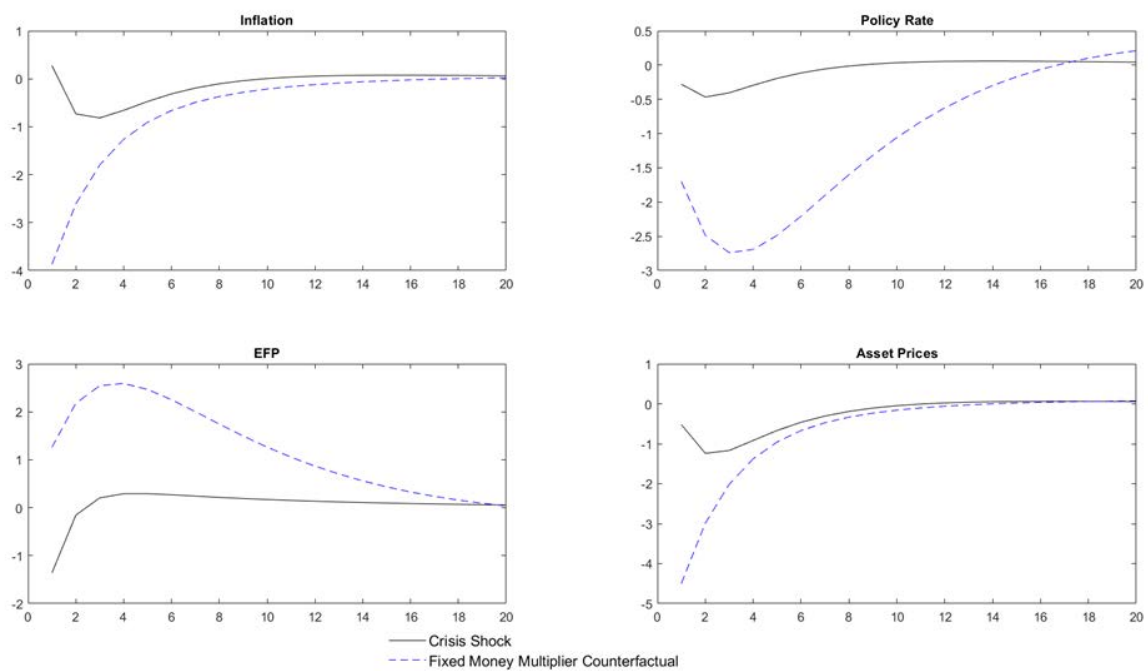 Inflation
1
0
-1
-2
-3
-4
0 2 4 6 8 10 12 14 16 18 20
Policy Rate
0.5
0
-0.5
-1
-1.5
-2
-2.5
-3
0 2 4 6 8 10 12 14 16 18 20
EFP
3
2
1
0
-1
-2
0 2 4 6 8 10 12 14 16 18 20
Asset Prices
1
0
-1
-2
-3
-4
-5
0 2 4 6 8 10 12 14 16 18 20
Crisis Shock
Fixed Money Multiplier Counterfactual